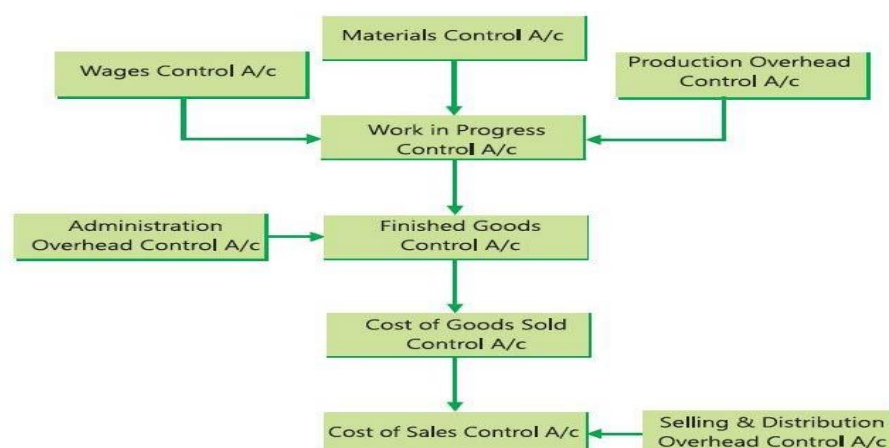 Materials Control A/c
Wages Control A/c
Production Overhead
Control A/c
Work in Progress
Control A/c
Administration
Overhead Control A/c
Finished Goods
Control A/c
Cost of Goods Sold
Control A/c
Cost of Sales Control A/c
Selling & Distribution
Overhead Control A/c